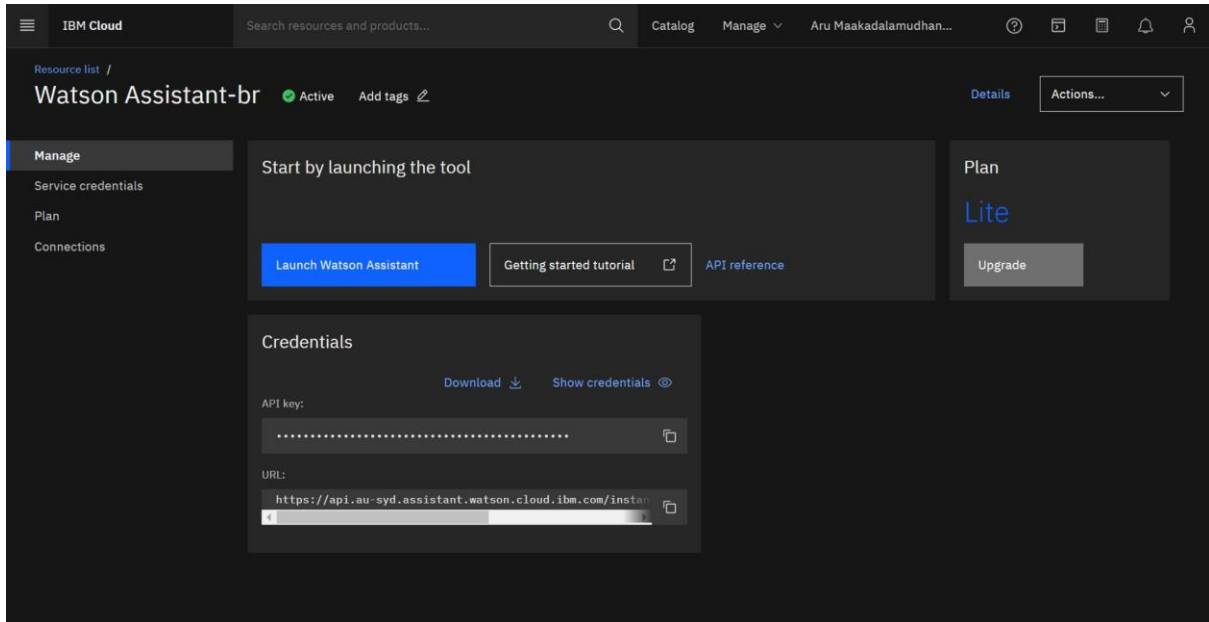 IBM Cloud
Search resources and products...
Catalog
Manage
Aru Maakadalamudhan...
Resource list /
Watson Assistant-br
Active
Add tags
Details
Actions...
Manage
Service credentials
Plan
Connections
Start by launching the tool
Launch Watson Assistant
Getting started tutorial
API reference
Plan
Lite
Upgrade
Credentials
Download
Show credentials
API key:
••••••••••••••••••••••••••••••••••••••••••••
URL:
https://api.au-syd.assistant.watson.cloud.ibm.com/instan